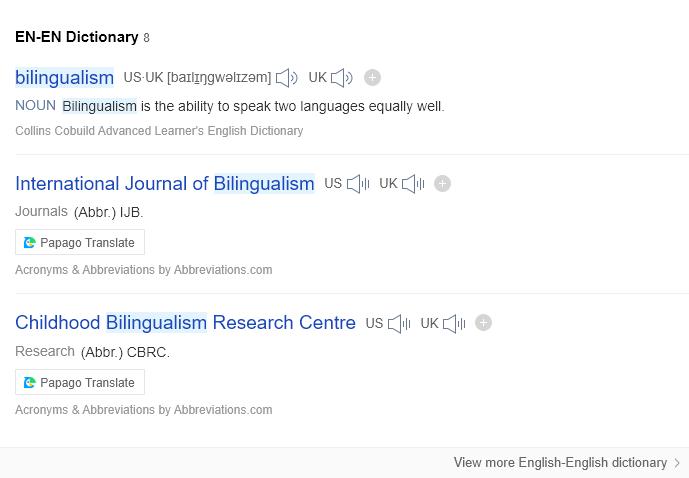 EN-EN Dictionary 8
bilingualism US·UK [baɪlɪŋgwəlɪzəm] UK
NOUN Bilingualism is the ability to speak two languages equally well.
Collins Cobuild Advanced Learner's English Dictionary
International Journal of Bilingualism US UK
Journals (Abbr.) IJB.
Papago Translate
Acronyms & Abbreviations by Abbreviations.com
Childhood Bilingualism Research Centre US UK
Research (Abbr.) CBRC.
Papago Translate
Acronyms & Abbreviations by Abbreviations.com
View more English-English dictionary